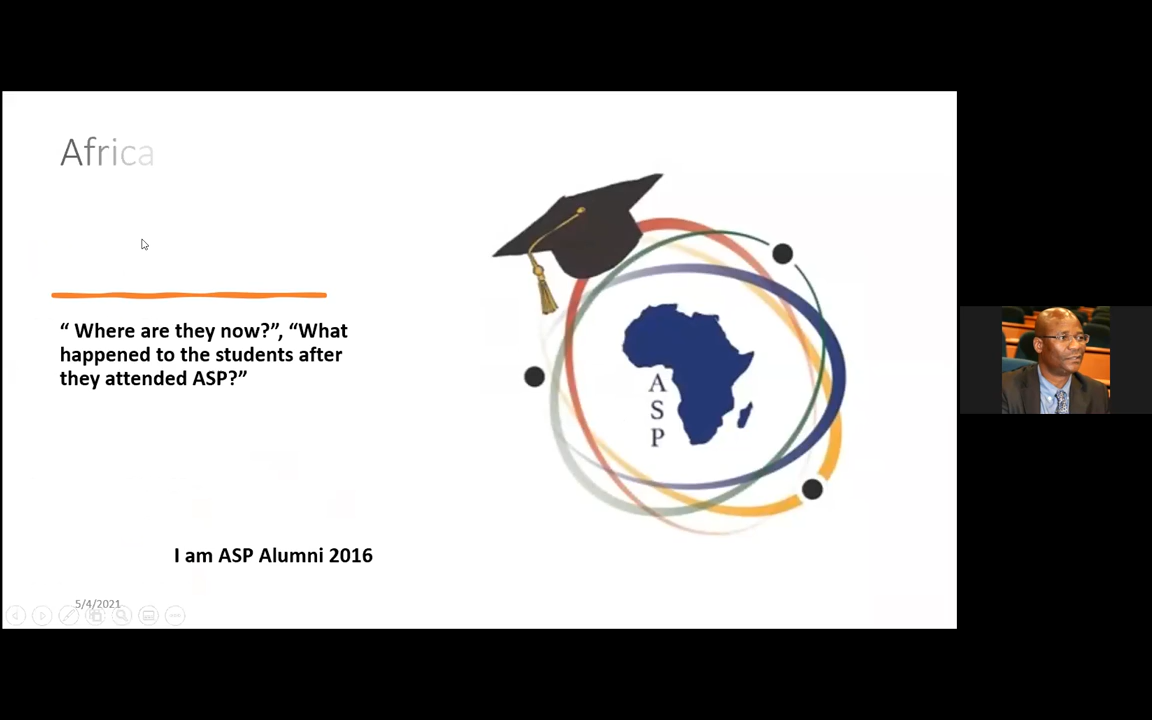 Africa
“ Where are they now?”, “What
happened to the students after
they attended ASP?”
A
S
P
I am ASP Alumni 2016
5/4/2021